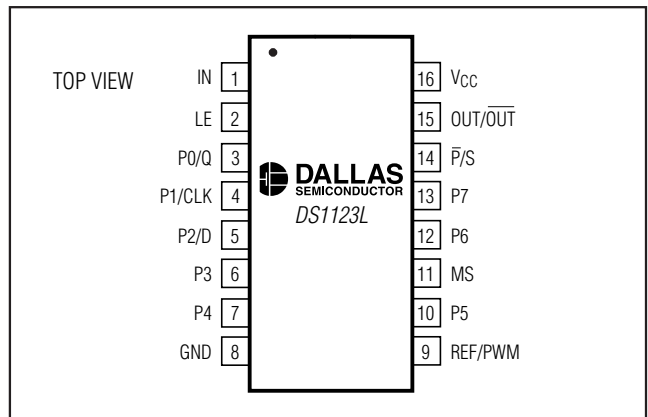 TOP VIEW
IN 1
LE 2
P0/Q 3
P1/CLK 4
P2/D 5
P3 6
P4 7
GND 8
DALLAS
SEMICONDUCTOR
DS1123L
16 VCC
15 OUT/O̅U̅T̅
14 P̅/S
13 P7
12 P6
11 MS
10 P5
9 REF/PWM